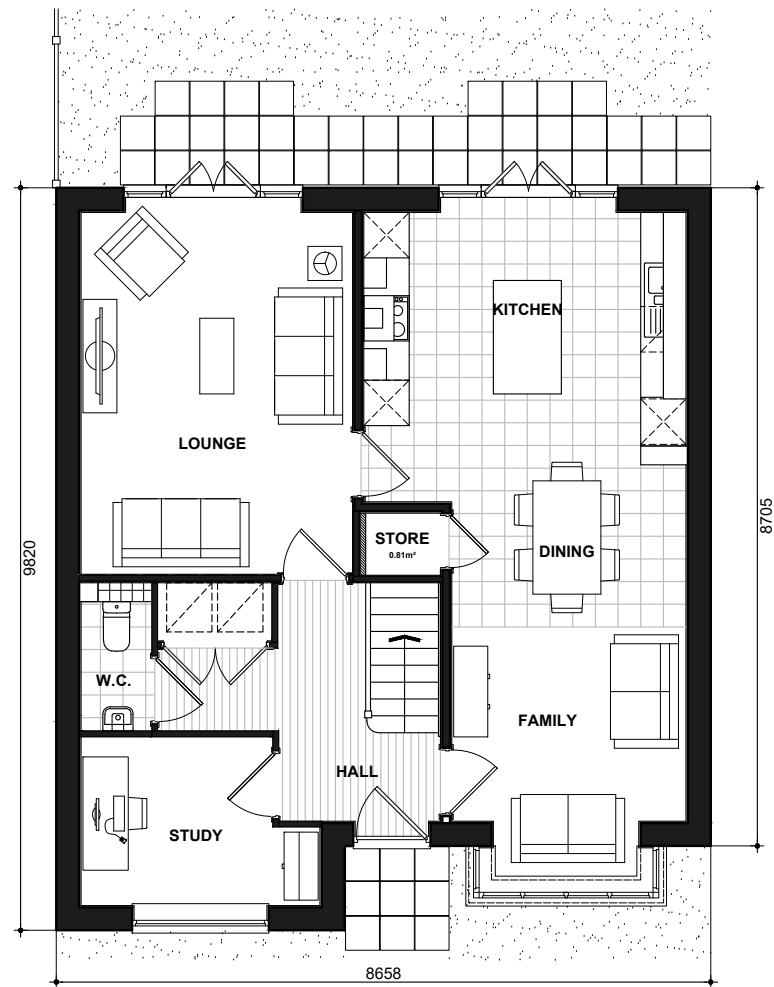 KITCHEN
LOUNGE
STORE
0.81m²
DINING
9820
8705
W.C.
FAMILY
HALL
STUDY
8658